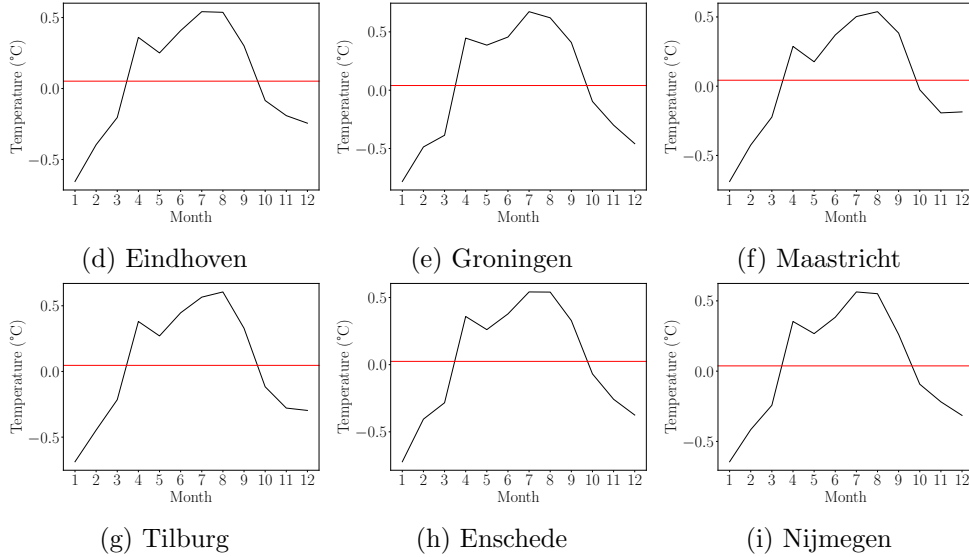 0.5
0.0
−0.5
Temperature (°C)
1 2 3 4 5 6 7 8 9 10 11 12
Month
(d) Eindhoven
0.5
0.0
−0.5
Temperature (°C)
1 2 3 4 5 6 7 8 9 10 11 12
Month
(e) Groningen
0.5
0.0
−0.5
Temperature (°C)
1 2 3 4 5 6 7 8 9 10 11 12
Month
(f) Maastricht
0.5
0.0
−0.5
Temperature (°C)
1 2 3 4 5 6 7 8 9 10 11 12
Month
(g) Tilburg
0.5
0.0
−0.5
Temperature (°C)
1 2 3 4 5 6 7 8 9 10 11 12
Month
(h) Enschede
0.5
0.0
−0.5
Temperature (°C)
1 2 3 4 5 6 7 8 9 10 11 12
Month
(i) Nijmegen